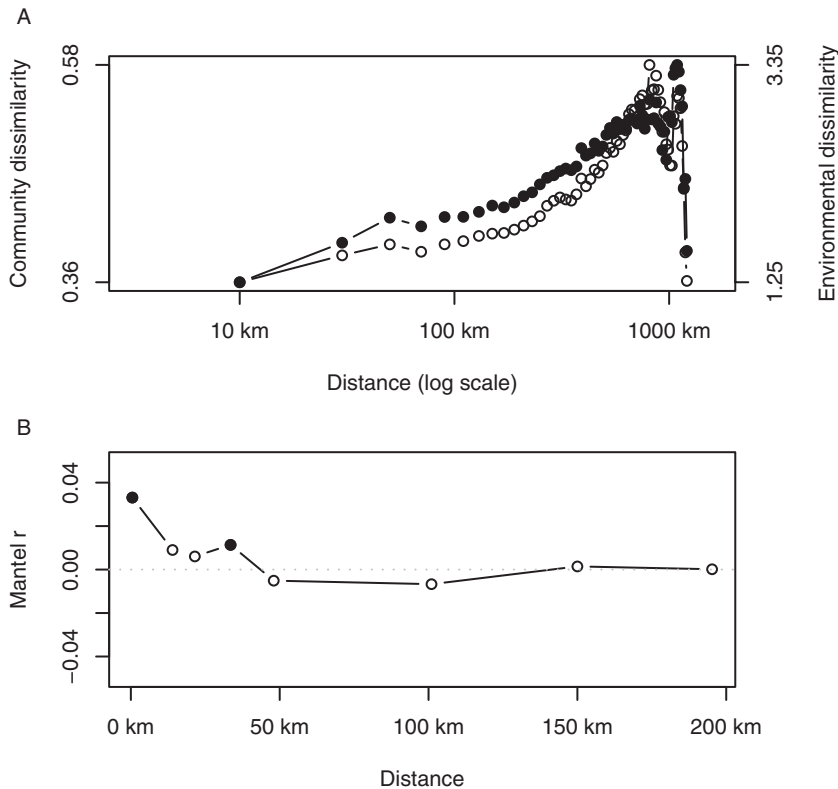 A
Community dissimilarity
0.58
0.36
3.35
1.25
Environmental dissimilarity
10 km
100 km
1000 km
Distance (log scale)
B
Mantel r
0.04
0.00
−0.04
0 km
50 km
100 km
150 km
200 km
Distance